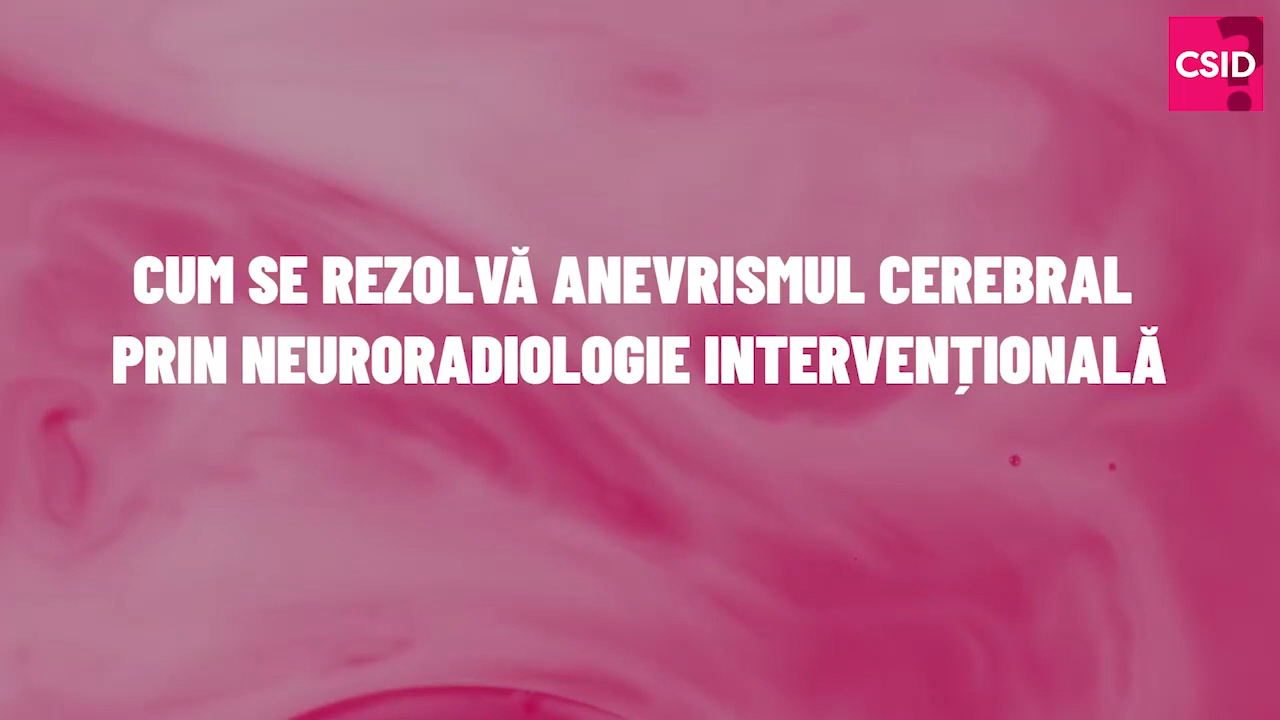 CSID
CUM SE REZOLVĂ ANEVRISMUL CEREBRAL
PRIN NEURORADIOLOGIE INTERVENȚIONALĂ